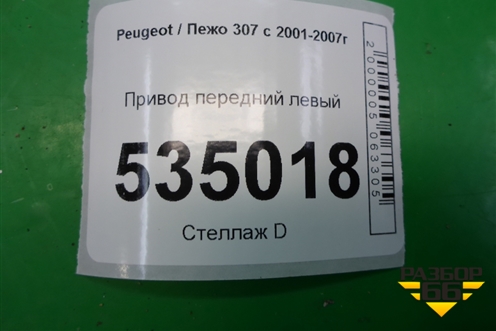 Peugeot / Пежо 307 с 2001-2007г
Привод передний левый
535018
Стеллаж D
2000005063305
РАЗБОР
66